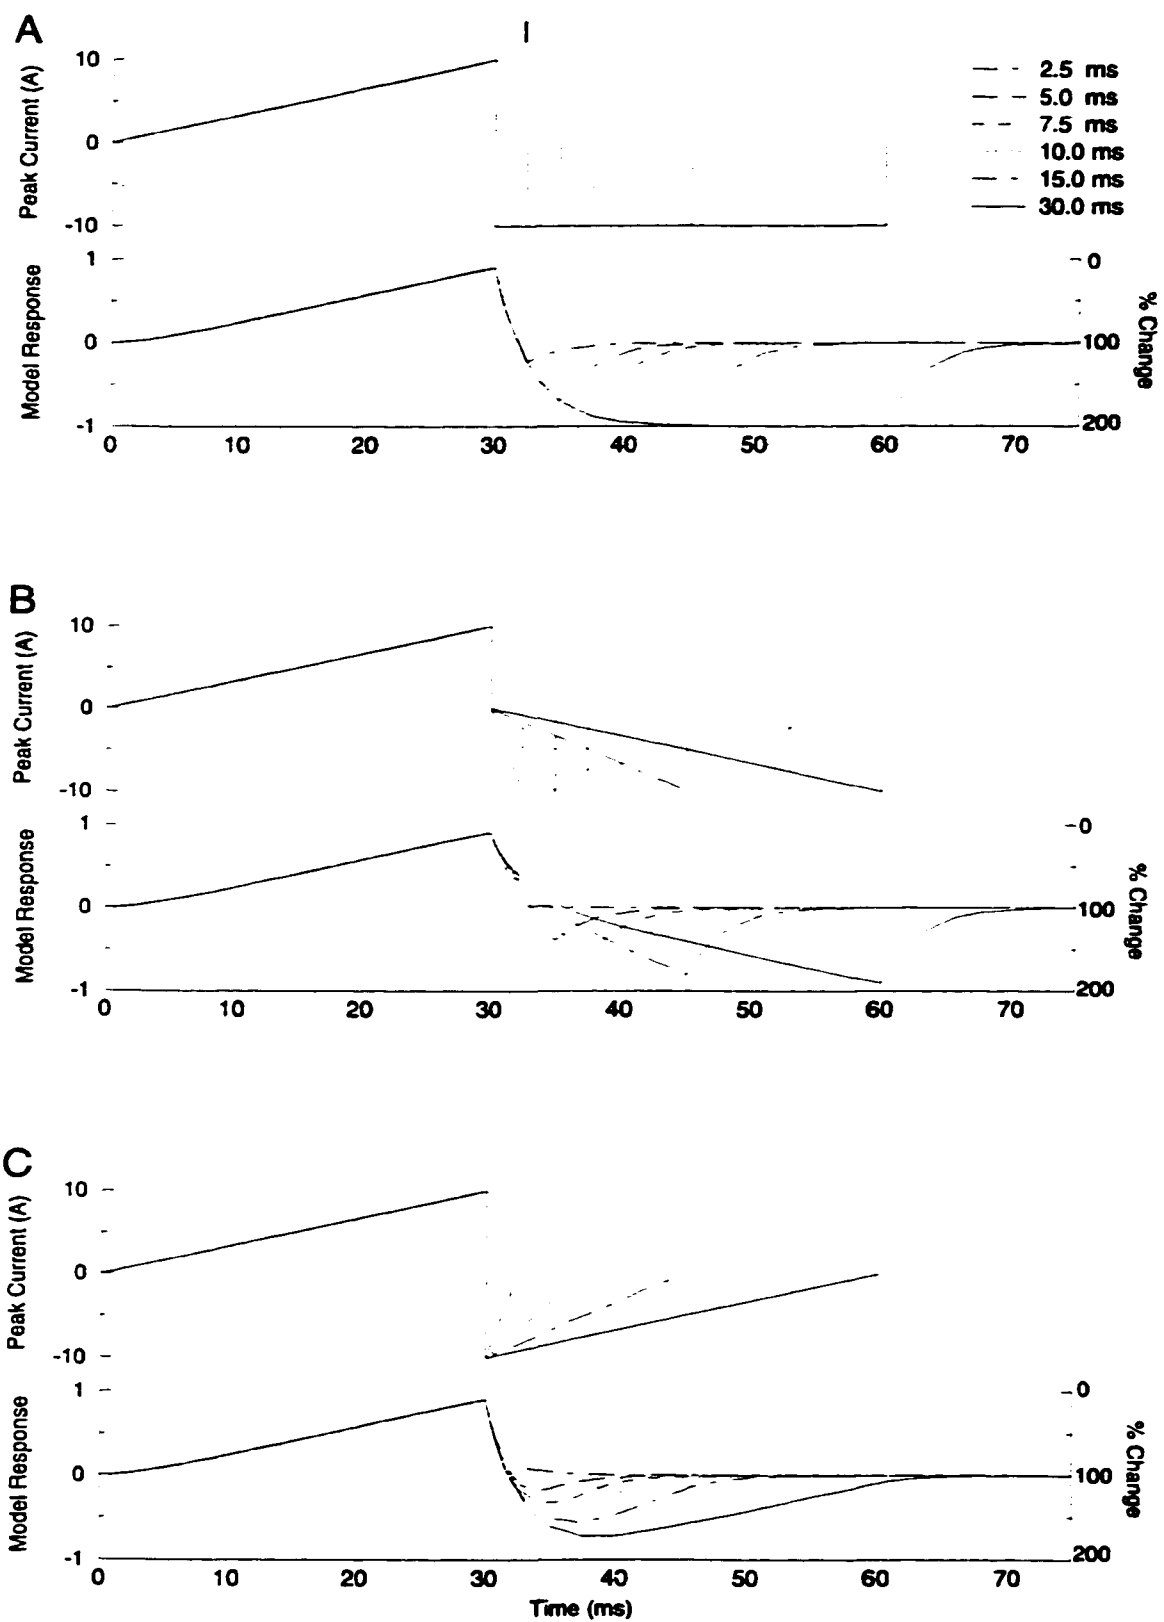 A
Peak Current (A)
10
0
-10
2.5 ms
5.0 ms
7.5 ms
10.0 ms
15.0 ms
30.0 ms
Model Response
1
0
-1
0
100
200
% Change
0 10 20 30 40 50 60 70
B
Peak Current (A)
10
0
-10
Model Response
1
0
-1
0
100
200
% Change
0 10 20 30 40 50 60 70
C
Peak Current (A)
10
0
-10
Model Response
1
0
-1
0
100
200
% Change
0 10 20 30 40 50 60 70
Time (ms)